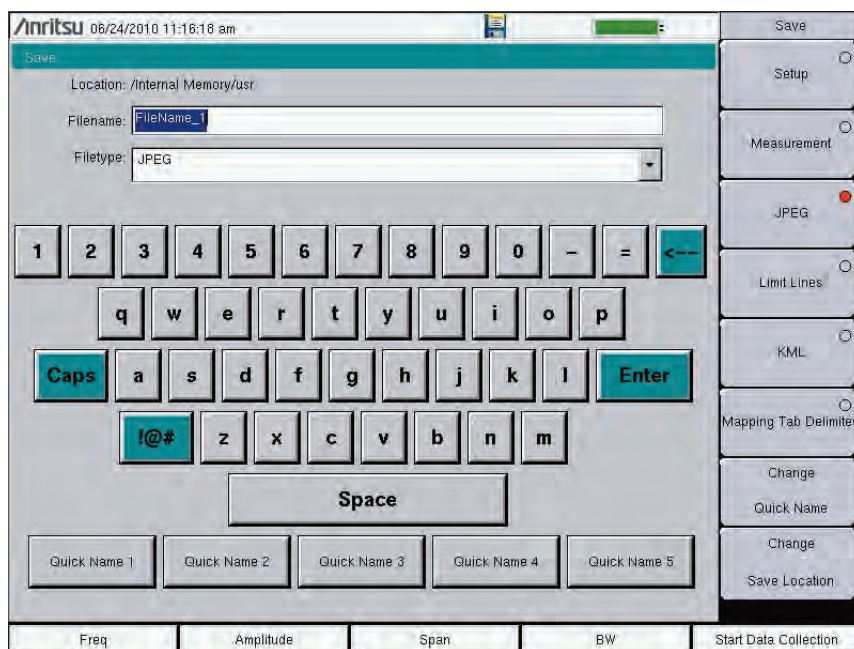 Anritsu 06/24/2010 11:16:18 am
Save
Save
Location: /Internal Memory/usr
Filename: FileName_1
Filetype: JPEG
Setup
Measurement
JPEG
Limit Lines
KML
Mapping Tab Delimite
Change
Quick Name
Change
Save Location
1 2 3 4 5 6 7 8 9 0 - = <--
q w e r t y u i o p
Caps a s d f g h j k l Enter
!@# z x c v b n m
Space
Quick Name 1 Quick Name 2 Quick Name 3 Quick Name 4 Quick Name 5
Freq Amplitude Span BW Start Data Collection